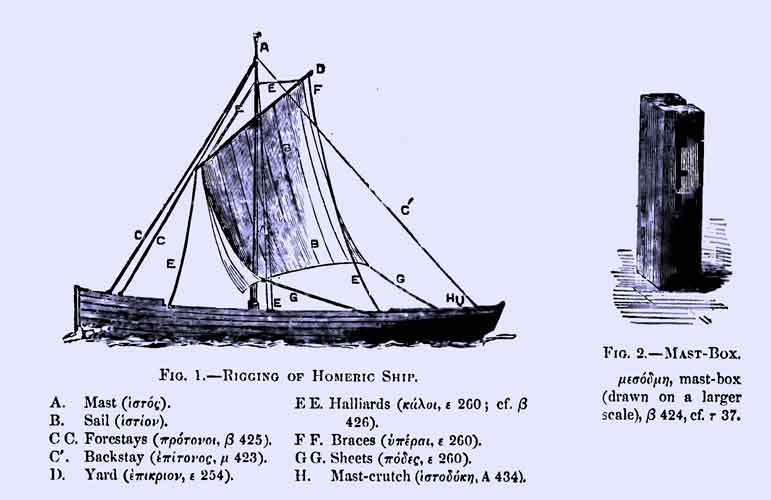 A
D
E
F
F
B
C'
C
C
B
E
E
G
G
E
H
FIG. 1.—RIGGING OF HOMERIC SHIP.
A. Mast (ἱστός).
B. Sail (ἱστίον).
C C. Forestays (πρότονοι, β 425).
C'. Backstay (ἐπίτονος, μ 423).
D. Yard (ἐπίκριον, ε 254).
E E. Halliards (κάλοι, ε 260; cf. β
426).
F F. Braces (ὑπέραι, ε 260).
G G. Sheets (πόδες, ε 260).
H. Mast-crutch (ἱστοδόκη, A 434).
FIG. 2.—MAST-BOX.
μεσόδμη, mast-box
(drawn on a larger
scale), β 424, cf. τ 37.